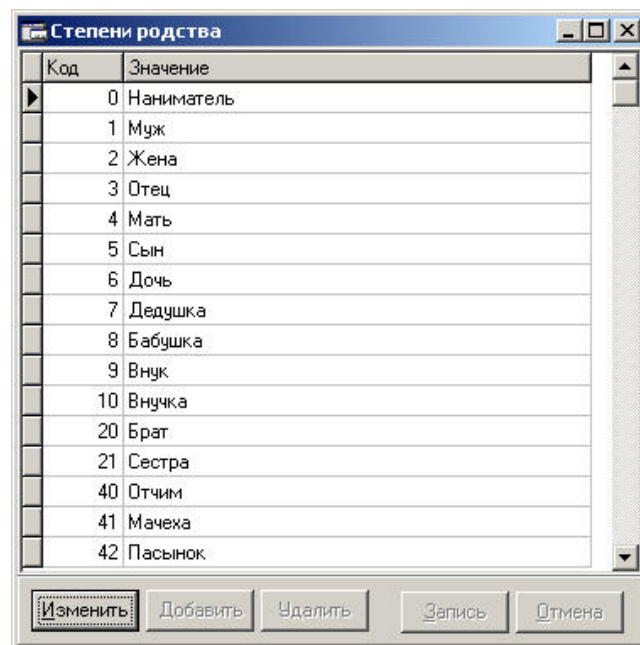 Степени родства
Код Значение
0 Наниматель
1 Муж
2 Жена
3 Отец
4 Мать
5 Сын
6 Дочь
7 Дедушка
8 Бабушка
9 Внук
10 Внучка
20 Брат
21 Сестра
40 Отчим
41 Мачеха
42 Пасынок
Изменить Добавить Удалить Запись Отмена